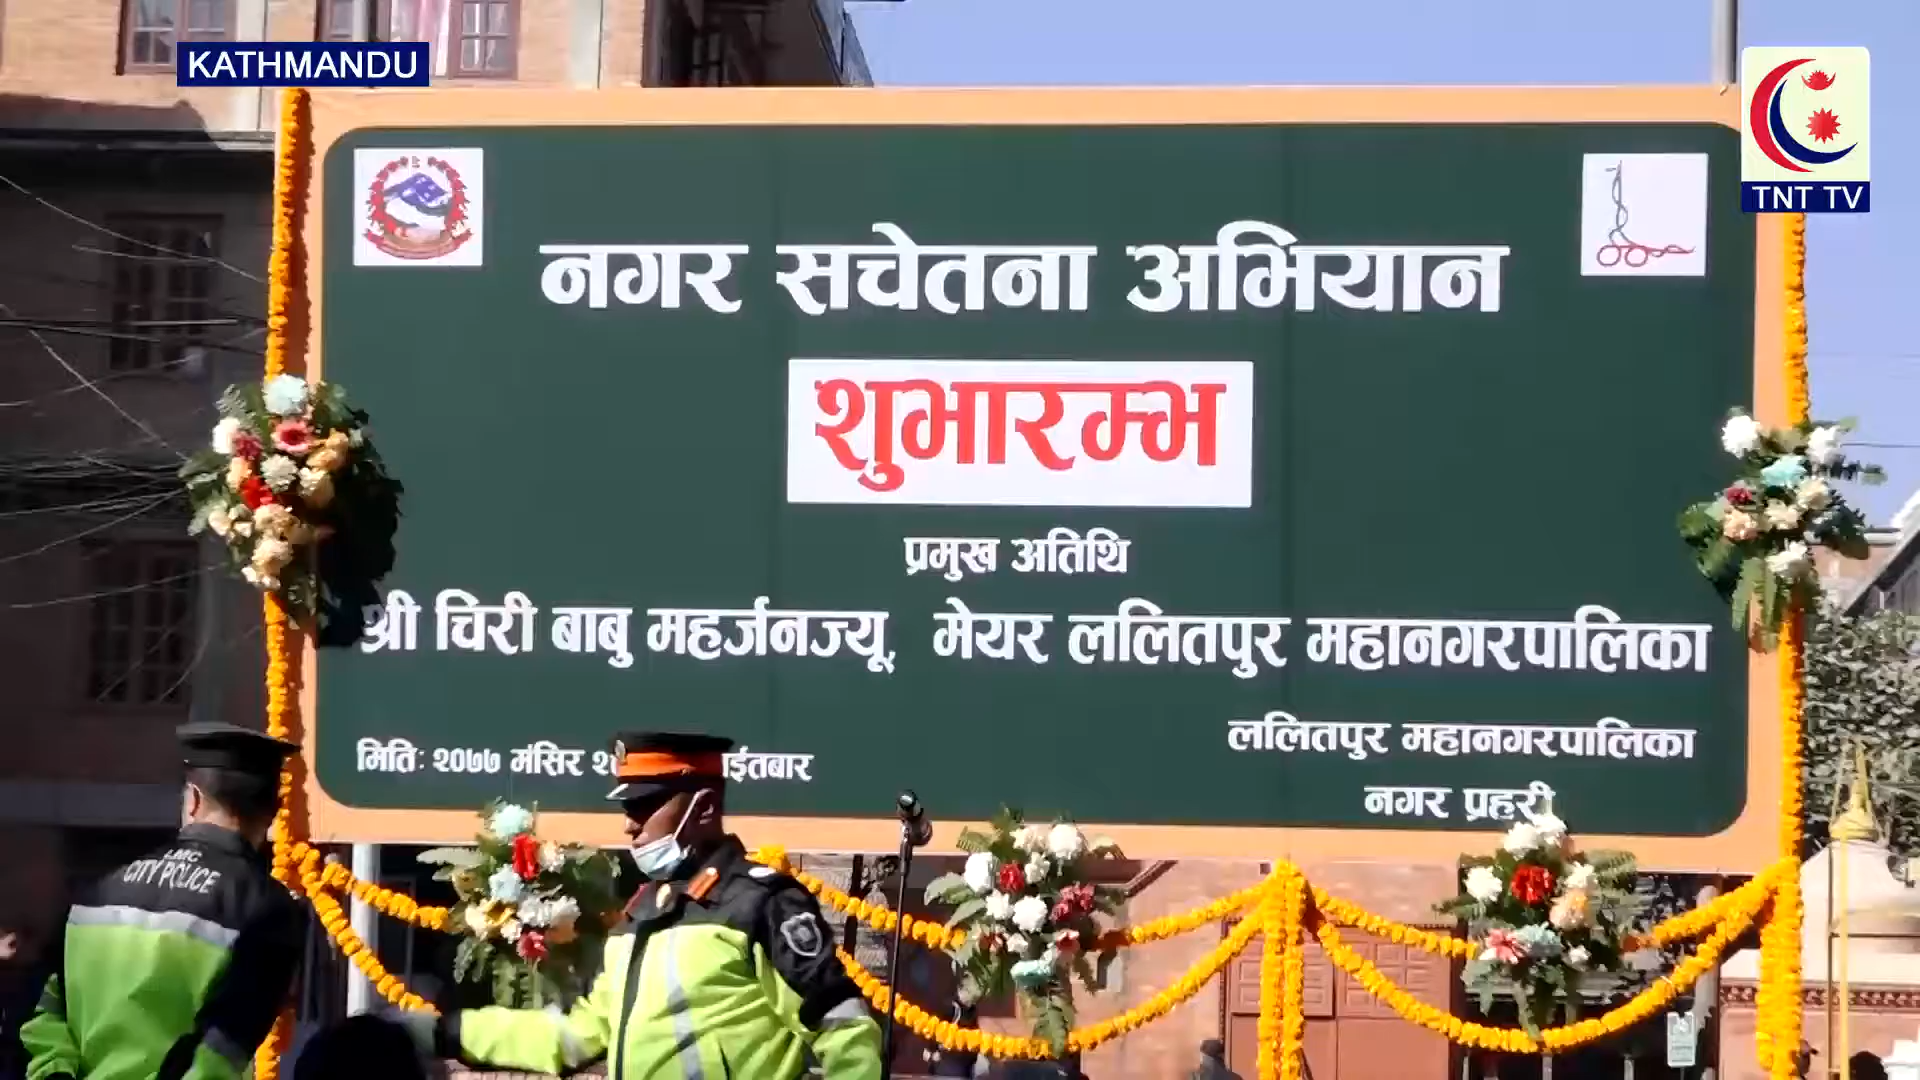 KATHMANDU
TNT TV
नगर सचेतना अभियान
शुभारम्भ
प्रमुख अतिथि
श्री चिरी बाबु महर्जनज्यू, मेयर ललितपुर महानगरपालिका
ललितपुर महानगरपालिका
मितिः २०७७ मंसिर
नगर प्रहरी
LMC
CITY POLICE